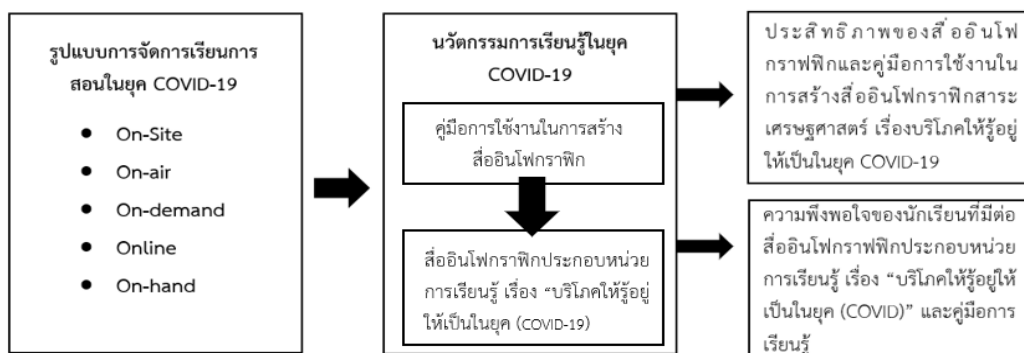 รูปแบบการจัดการเรียนการ
สอนในยุค COVID-19
● On-Site
● On-air
● On-demand
● Online
● On-hand
นวัตกรรมการเรียนรู้ในยุค
COVID-19
คู่มือการใช้งานในการสร้าง
สื่ออินโฟกราฟิก
สื่ออินโฟกราฟิกประกอบหน่วย
การเรียนรู้ เรื่อง “บริโภคให้รู้อยู่
ให้เป็นในยุค (COVID-19)
ประสิทธิภาพของสื่ออินโฟ
กราฟฟิกและคู่มือการใช้งานใน
การสร้างสื่ออินโฟกราฟิกสาระ
เศรษฐศาสตร์ เรื่องบริโภคให้รู้อยู่
ให้เป็นในยุค COVID-19
ความพึงพอใจของนักเรียนที่มีต่อ
สื่ออินโฟกราฟฟิกประกอบหน่วย
การเรียนรู้ เรื่อง “บริโภคให้รู้อยู่ให้
เป็นในยุค (COVID)” และคู่มือการ
เรียนรู้